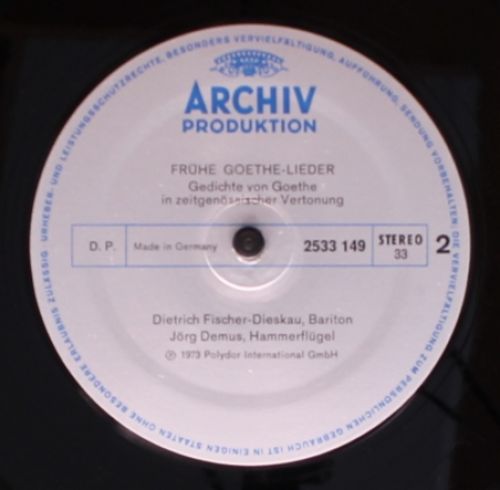 URHEBER- UND LEISTUNGSSCHUTZRECHTE, BESONDERS VERVIELFÄLTIGUNG, AUFFÜHRUNG, SENDUNG VORBEHALTEN; DIE VERVIELFÄLTIGUNG ZUM PERSÖNLICHEN GEBRAUCH IST IN EINIGEN STAATEN OHNE BESONDERE ERLAUBNIS ZULÄSSIG
ARCHIV
PRODUKTION
FRÜHE GOETHE-LIEDER
Gedichte von Goethe
in zeitgenössischer Vertonung
D. P. Made in Germany 2533 149 STEREO 2
33
Dietrich Fischer-Dieskau, Bariton
Jörg Demus, Hammerflügel
℗ 1973 Polydor International GmbH